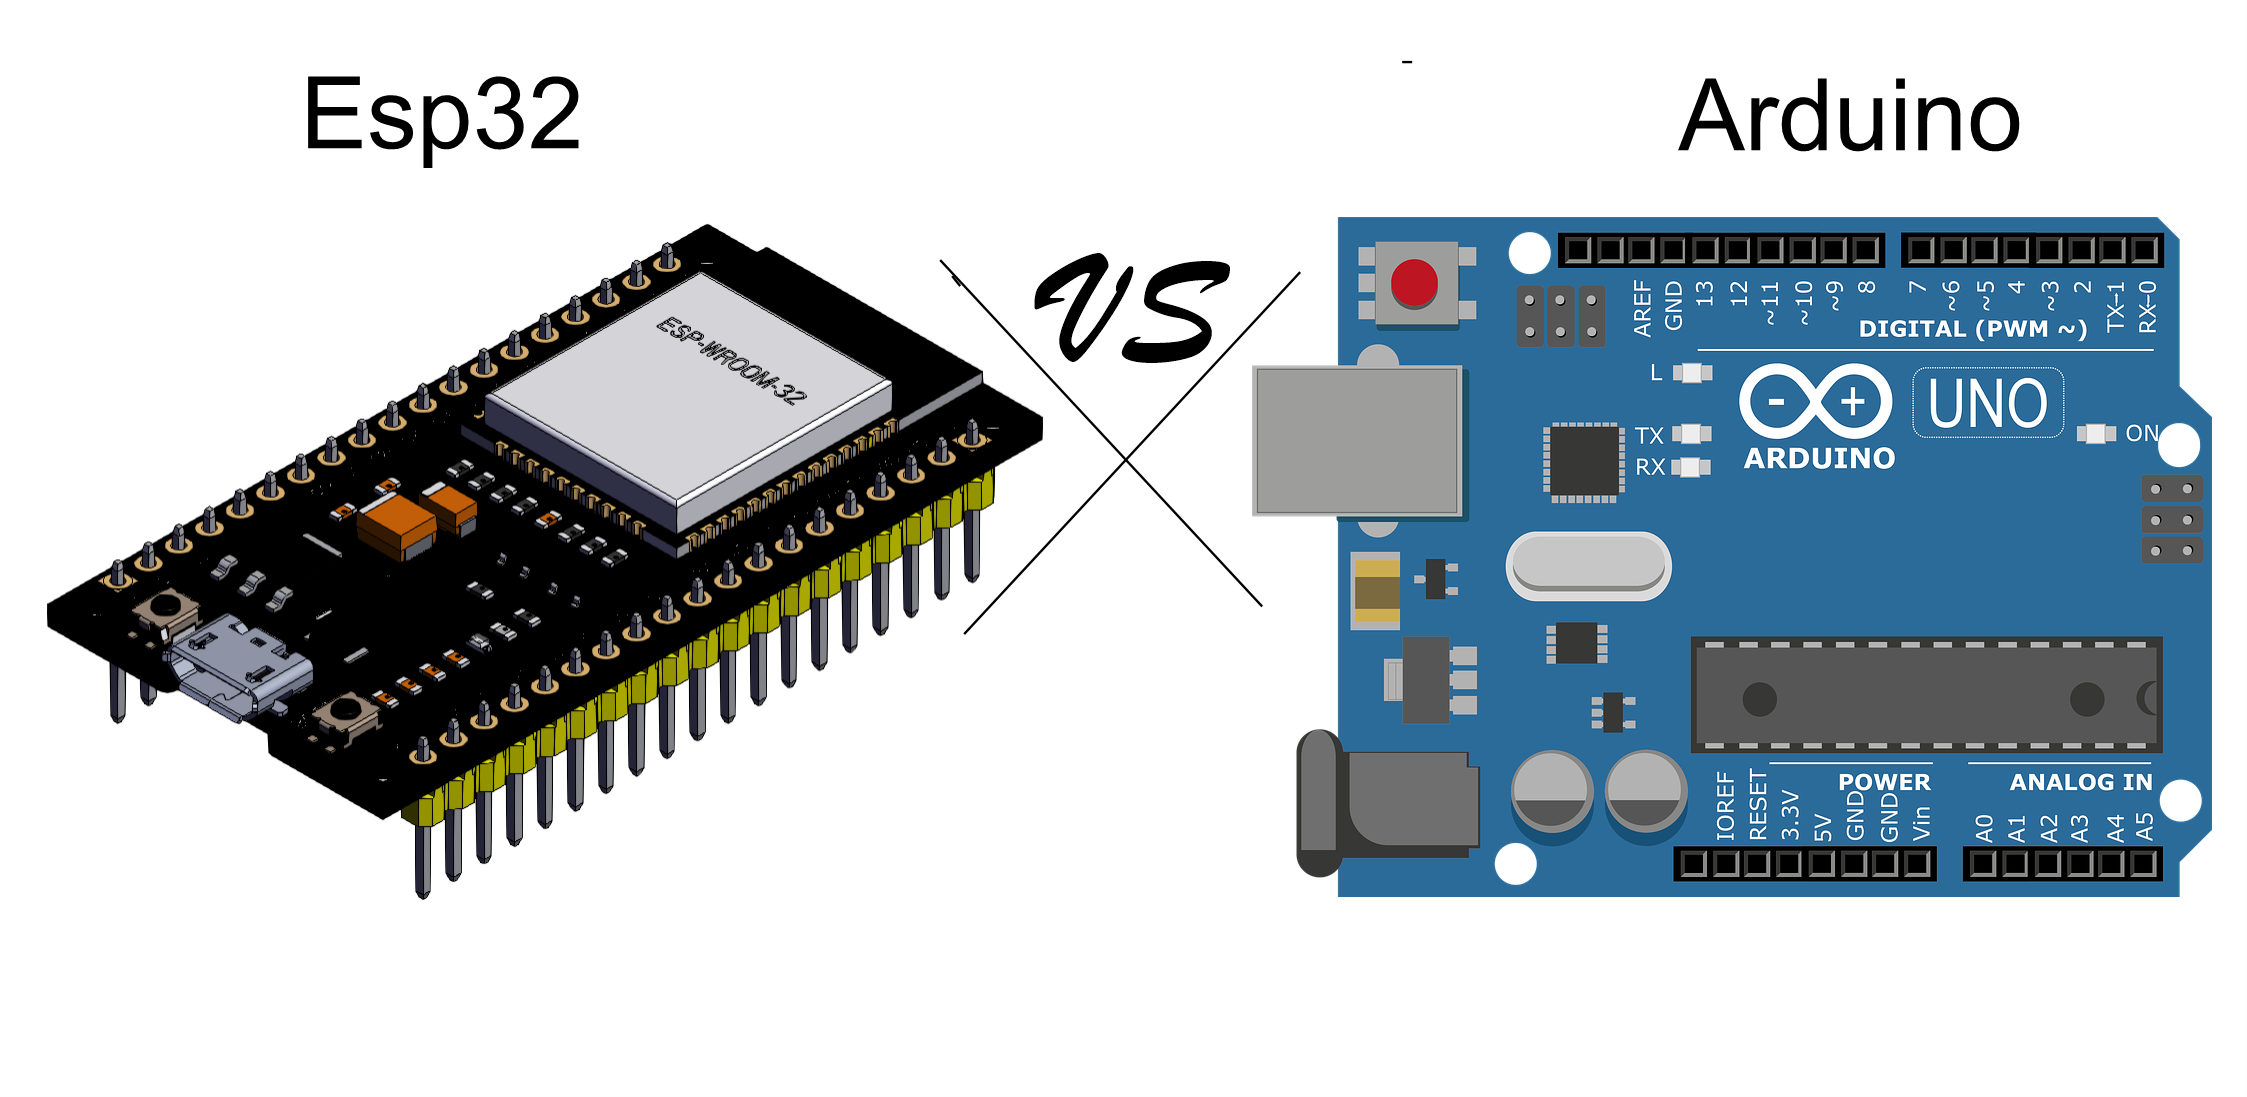 Esp32
VS
-
Arduino
ESP-WROOM-32
AREF
GND
13
12
~11
~10
~9
8
7
~6
~5
4
~3
2
TX-1
RX-0
DIGITAL (PWM ~)
L
TX
RX
- +
ARDUINO
UNO
ON
POWER
ANALOG IN
IOREF
RESET
3.3V
5V
GND
GND
Vin
A0
A1
A2
A3
A4
A5